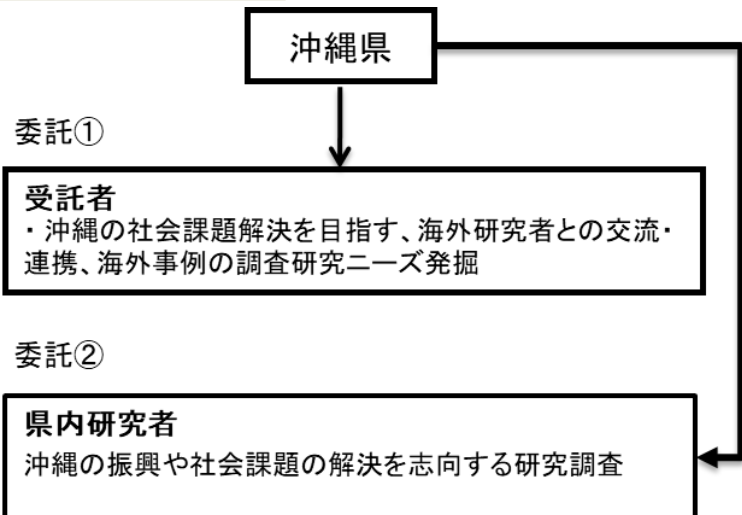 沖縄県
委託①
受託者
・沖縄の社会課題解決を目指す、海外研究者との交流・
連携、海外事例の調査研究ニーズ発掘
委託②
県内研究者
沖縄の振興や社会課題の解決を志向する研究調査